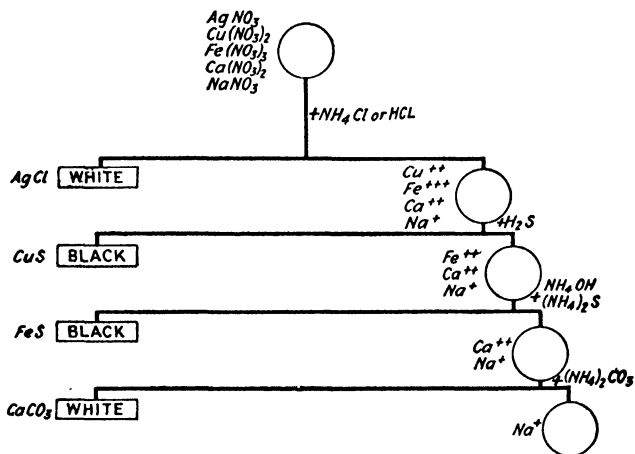 AgNO₃
Cu(NO₃)₂
Fe(NO₃)₃
Ca(NO₃)₂
NaNO₃
+NH₄Cl or HCL
AgCl WHITE
Cu⁺⁺
Fe⁺⁺⁺
Ca⁺⁺
Na⁺
+H₂S
CuS BLACK
Fe⁺⁺
Ca⁺⁺
Na⁺
NH₄OH
+(NH₄)₂S
FeS BLACK
Ca⁺⁺
Na⁺
+(NH₄)₂CO₃
CaCO₃ WHITE
Na⁺